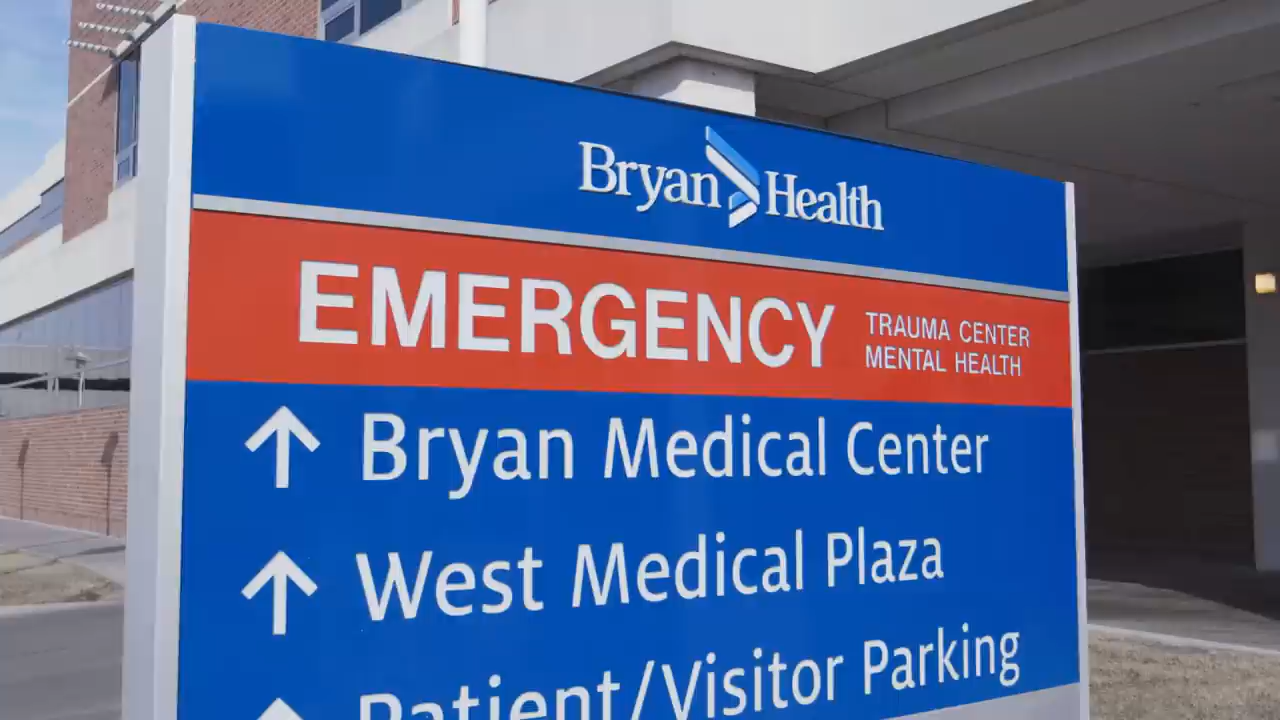 Bryan Health
EMERGENCY
TRAUMA CENTER
MENTAL HEALTH
↑ Bryan Medical Center
↑ West Medical Plaza
↑ Patient/Visitor Parking